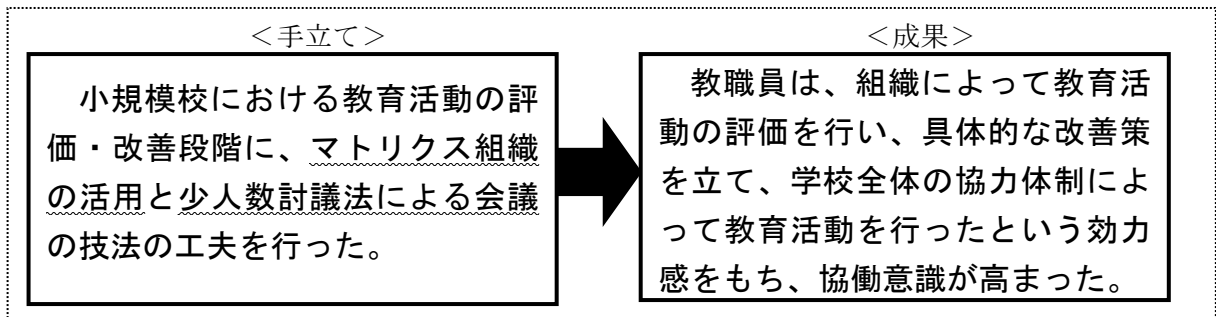 ＜手立て＞
小規模校における教育活動の評
価・改善段階に、マトリクス組織
の活用と少人数討議法による会議
の技法の工夫を行った。
＜成果＞
教職員は、組織によって教育活
動の評価を行い、具体的な改善策
を立て、学校全体の協力体制によ
って教育活動を行ったという効力
感をもち、協働意識が高まった。